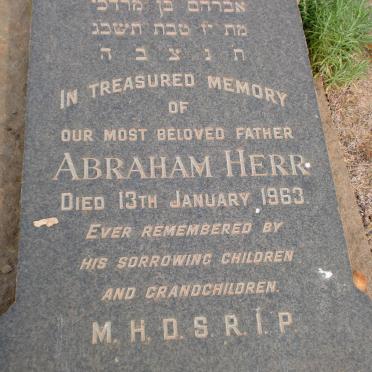 אברהם בן מרדכי
מת י'ז טבת תשכג
ת נ צ ב ה
IN TREASURED MEMORY
OF
OUR MOST BELOVED FATHER
ABRAHAM HERR
DIED 13TH JANUARY 1963.
EVER REMEMBERED BY
HIS SORROWING CHILDREN
AND GRANDCHILDREN.
M.H.D.S.R.I.P.